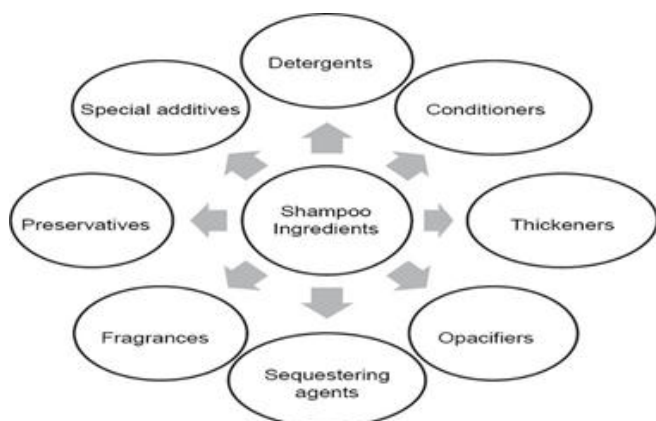 Detergents
Special additives
Conditioners
Shampoo
Ingredients
Preservatives
Thickeners
Fragrances
Opacifiers
Sequestering
agents